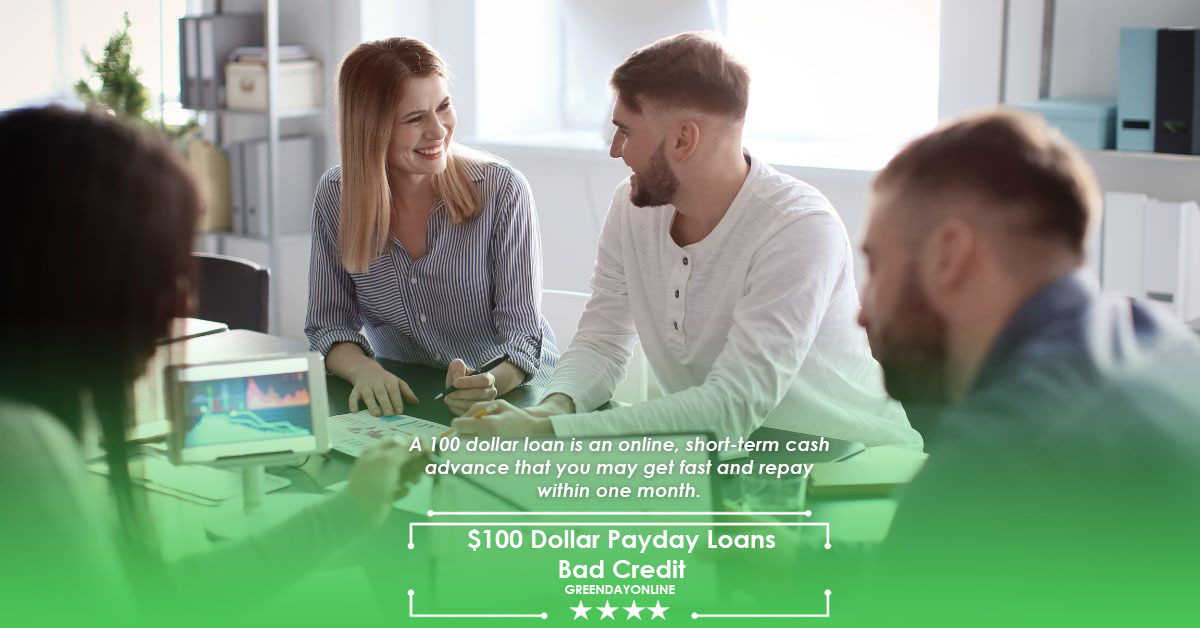 A 100 dollar loan is an online, short-term cash
advance that you may get fast and repay
within one month.
$100 Dollar Payday Loans
Bad Credit
GREENDAYONLINE